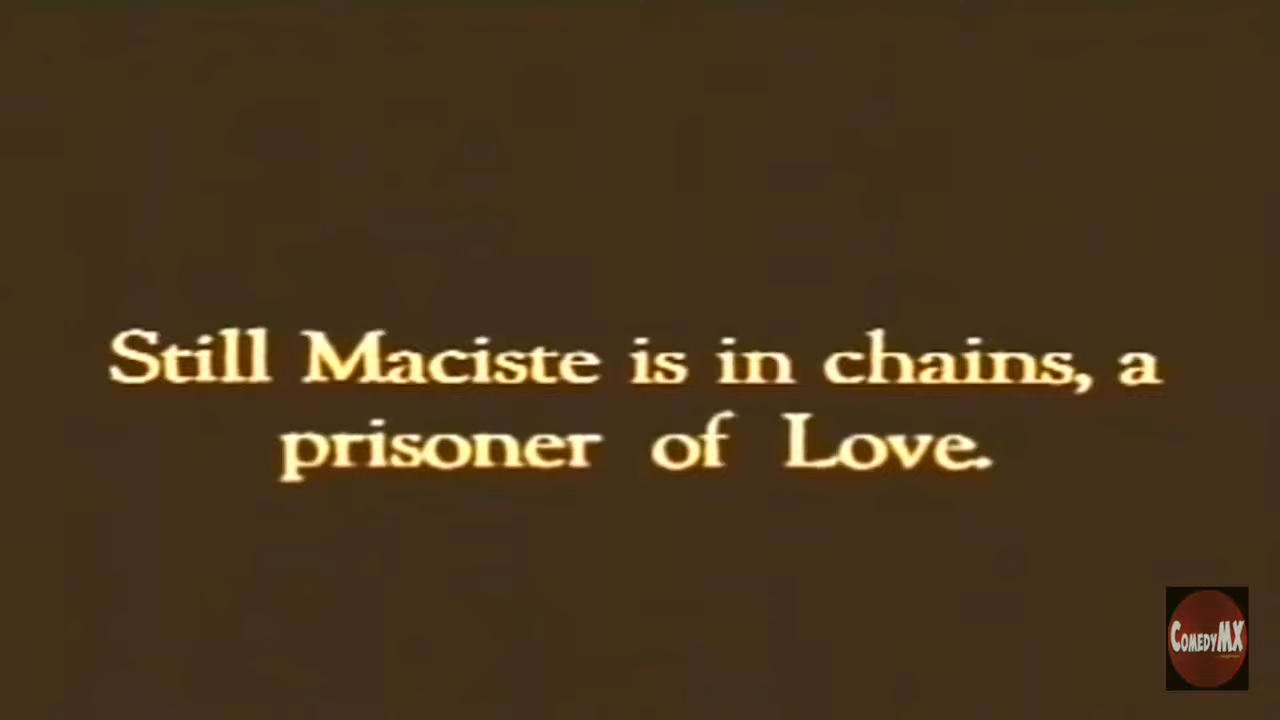 Still Maciste is in chains, a
prisoner of Love.
ComedyMX